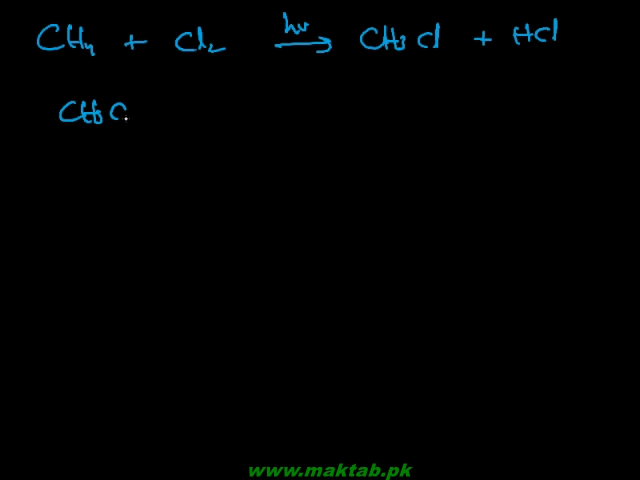 CH₄ + Cl₂ hν→ CH₃Cl + HCl
CH₃C
www.maktab.pk